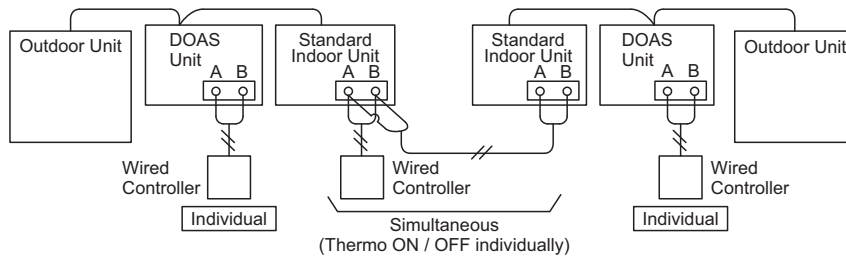 Outdoor Unit
DOAS
Unit
A B
Standard
Indoor Unit
A B
Standard
Indoor Unit
A B
DOAS
Unit
A B
Outdoor Unit
Wired
Controller
Individual
Wired
Controller
Simultaneous
(Thermo ON / OFF individually)
Wired
Controller
Individual